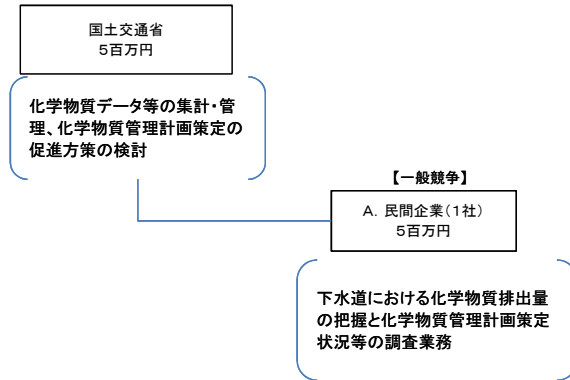 国土交通省
5百万円
化学物質データ等の集計・管
理、化学物質管理計画策定の
促進方策の検討
【一般競争】
A．民間企業（1社）
5百万円
下水道における化学物質排出量
の把握と化学物質管理計画策定
状況等の調査業務